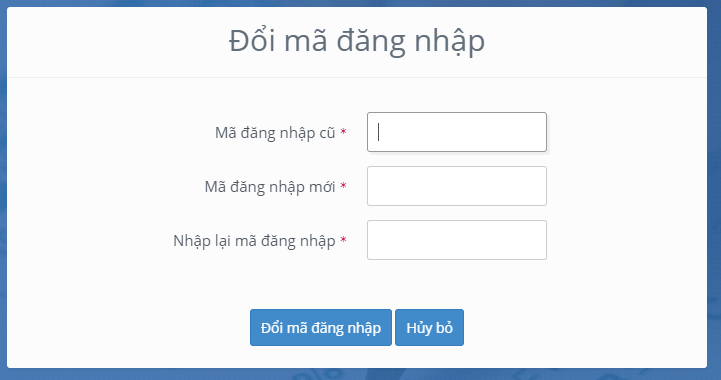 Đổi mã đăng nhập
Mã đăng nhập cũ *
Mã đăng nhập mới *
Nhập lại mã đăng nhập *
Đổi mã đăng nhập Hủy bỏ